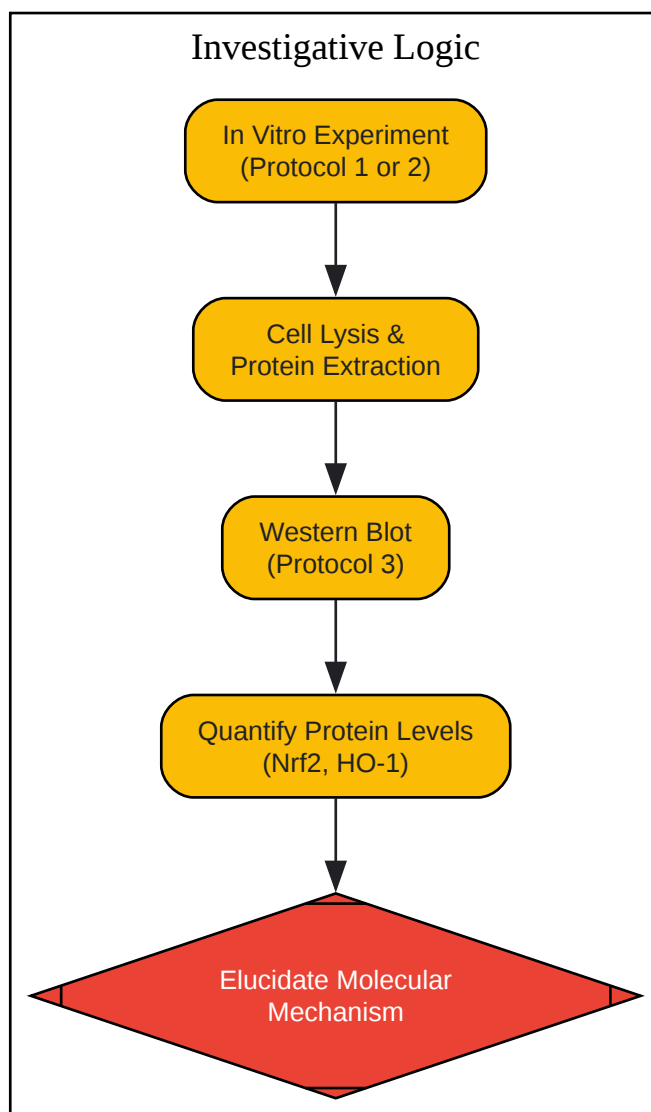 Investigative Logic
In Vitro Experiment
(Protocol 1 or 2)
Cell Lysis &
Protein Extraction
Western Blot
(Protocol 3)
Quantify Protein Levels
(Nrf2, HO-1)
Elucidate Molecular
Mechanism